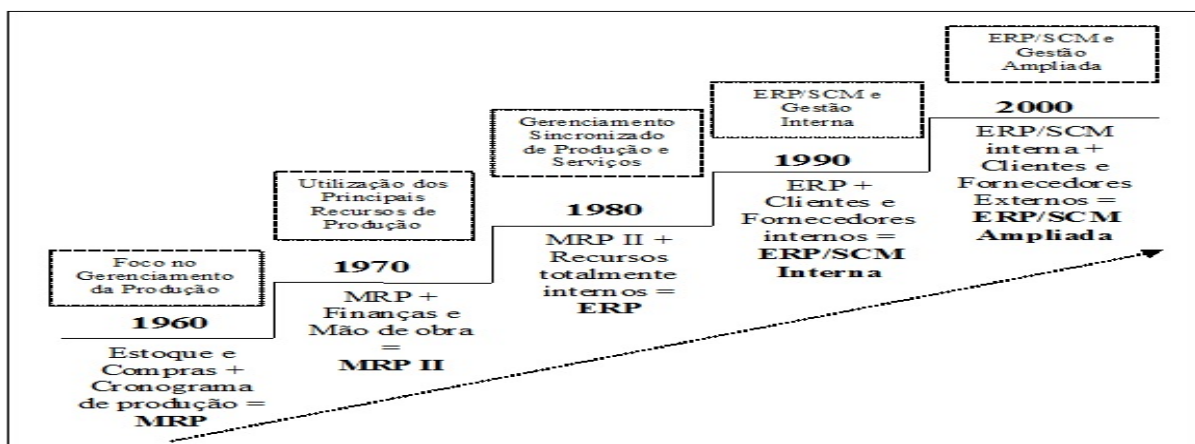 Foco no
Gerenciamento
da Produção
1960
Estoque e
Compras +
Cronograma
de produção =
MRP
Utilização dos
Principais
Recursos de
Produção
1970
MRP +
Finanças e
Mão de obra
=
MRP II
Gerenciamento
Sincronizado
de Produção e
Serviços
1980
MRP II +
Recursos
totalmente
internos =
ERP
ERP/SCM e
Gestão
Interna
1990
ERP +
Clientes e
Fornecedores
internos =
ERP/SCM
Interna
ERP/SCM e
Gestão
Ampliada
2000
ERP/SCM
interna +
Clientes e
Fornecedores
Externos =
ERP/SCM
Ampliada